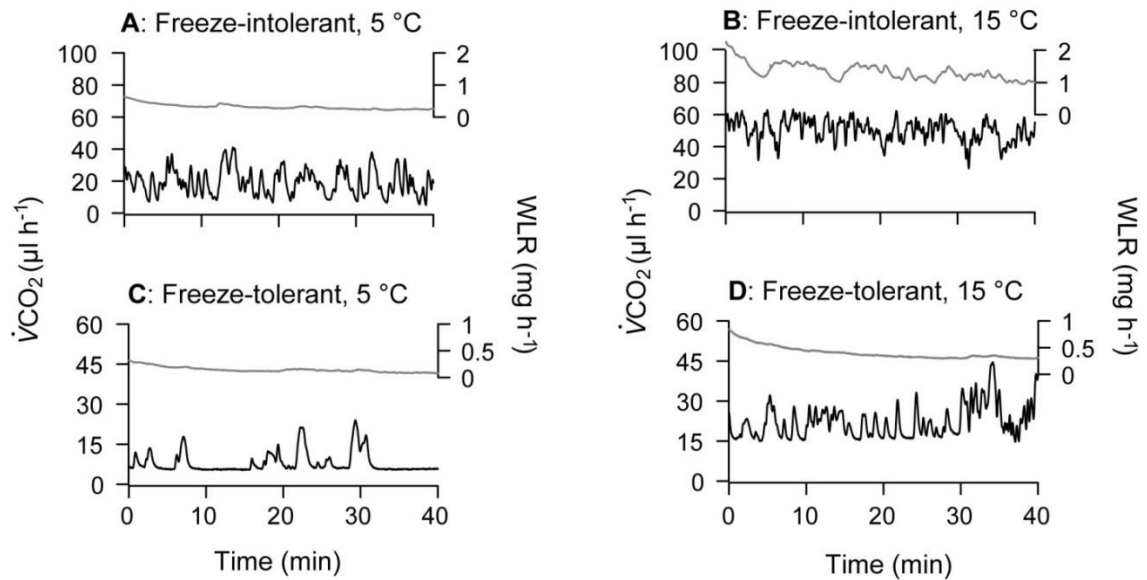 A: Freeze-intolerant, 5 °C
100
80
60
40
20
0
2
1
0
B: Freeze-intolerant, 15 °C
100
80
60
40
20
0
2
1
0
V̇CO₂ (µl h⁻¹)
WLR (mg h⁻¹)
V̇CO₂ (µl h⁻¹)
WLR (mg h⁻¹)
C: Freeze-tolerant, 5 °C
60
45
30
15
0
1
0.5
0
0 10 20 30 40
Time (min)
D: Freeze-tolerant, 15 °C
60
45
30
15
0
1
0.5
0
0 10 20 30 40
Time (min)